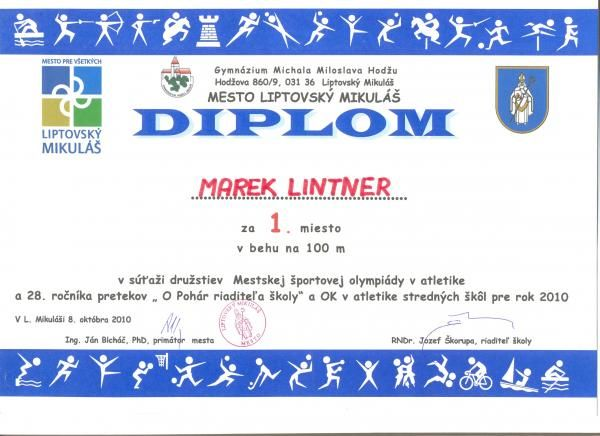 MESTO PRE VŠETKÝCH
LIPTOVSKÝ
MIKULÁŠ
Gymnázium Michala Miloslava Hodžu
Hodžova 860/9, 031 36 Liptovský Mikuláš
MESTO LIPTOVSKÝ MIKULÁŠ
DIPLOM
MAREK LINTNER
za 1. miesto
v behu na 100 m
v súťaži družstiev Mestskej športovej olympiády v atletike
a 28. ročníka pretekov „ O Pohár riaditeľa školy" a OK v atletike stredných škôl pre rok 2010
V L. Mikuláši 8. októbra 2010
LIPTOVSKÝ MIKULÁŠ
MESTO
Ing. Ján Blcháč, PhD, primátor mesta
RNDr. Jozef Škorupa, riaditeľ školy